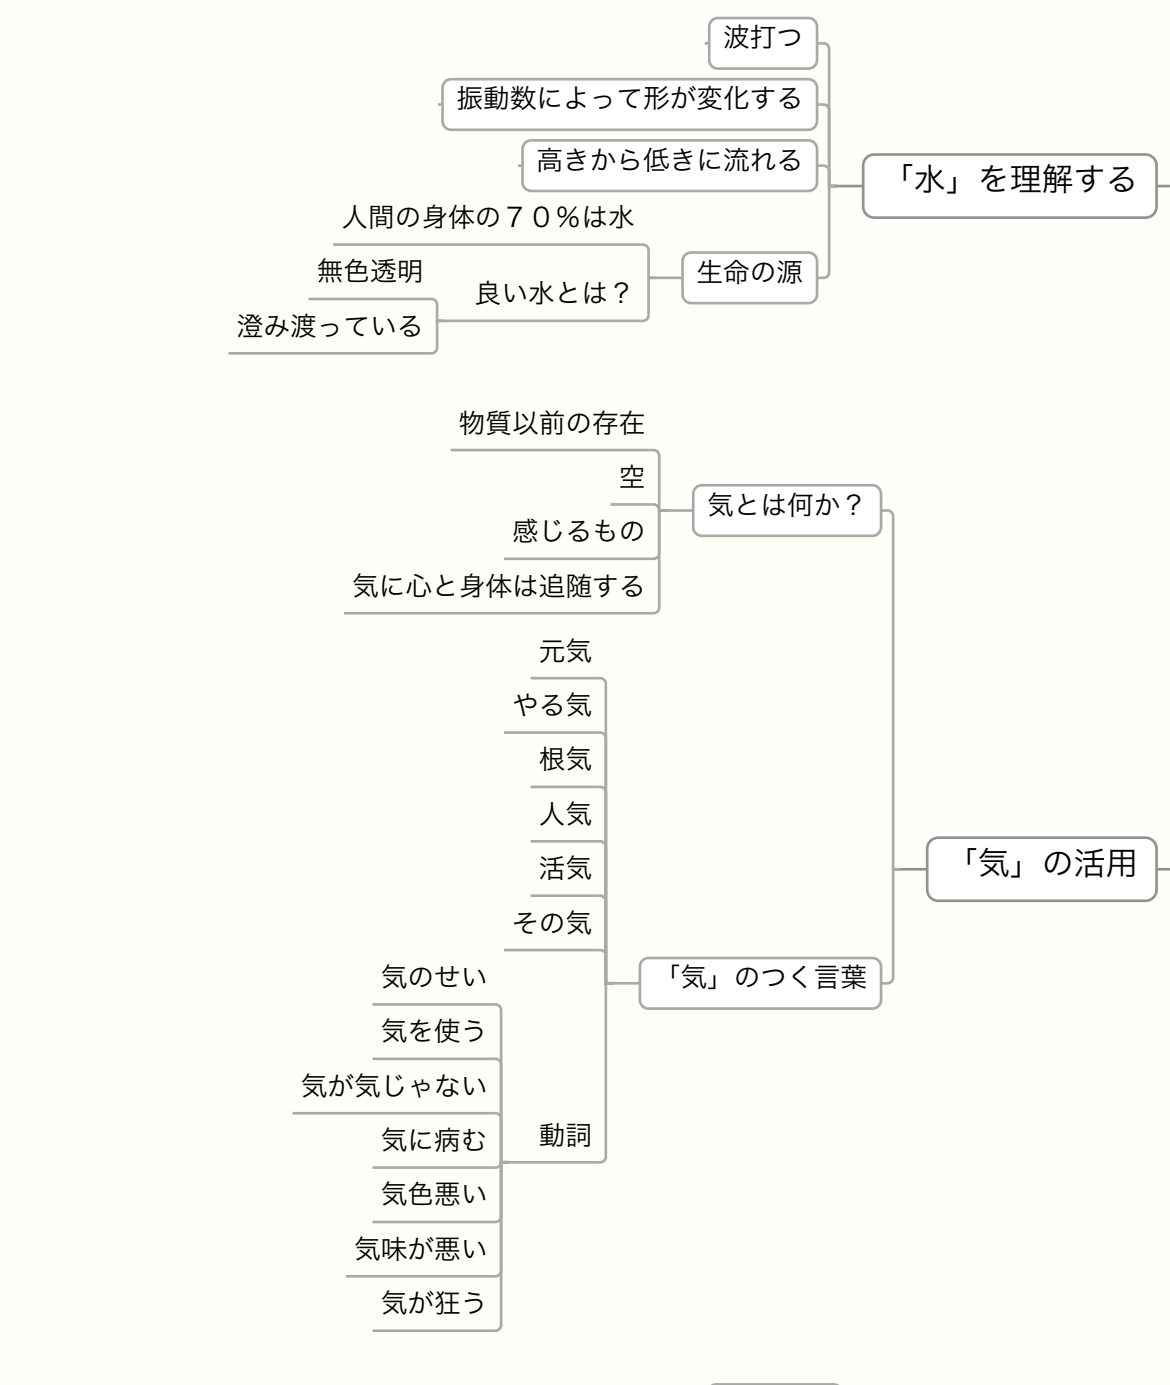 波打つ
振動数によって形が変化する
高きから低きに流れる
「水」を理解する
人間の身体の７０％は水
無色透明
生命の源
良い水とは？
澄み渡っている
物質以前の存在
空
気とは何か？
感じるもの
気に心と身体は追随する
元気
やる気
根気
人気
「気」の活用
活気
その気
気のせい
「気」のつく言葉
気を使う
気が気じゃない
動詞
気に病む
気色悪い
気味が悪い
気が狂う